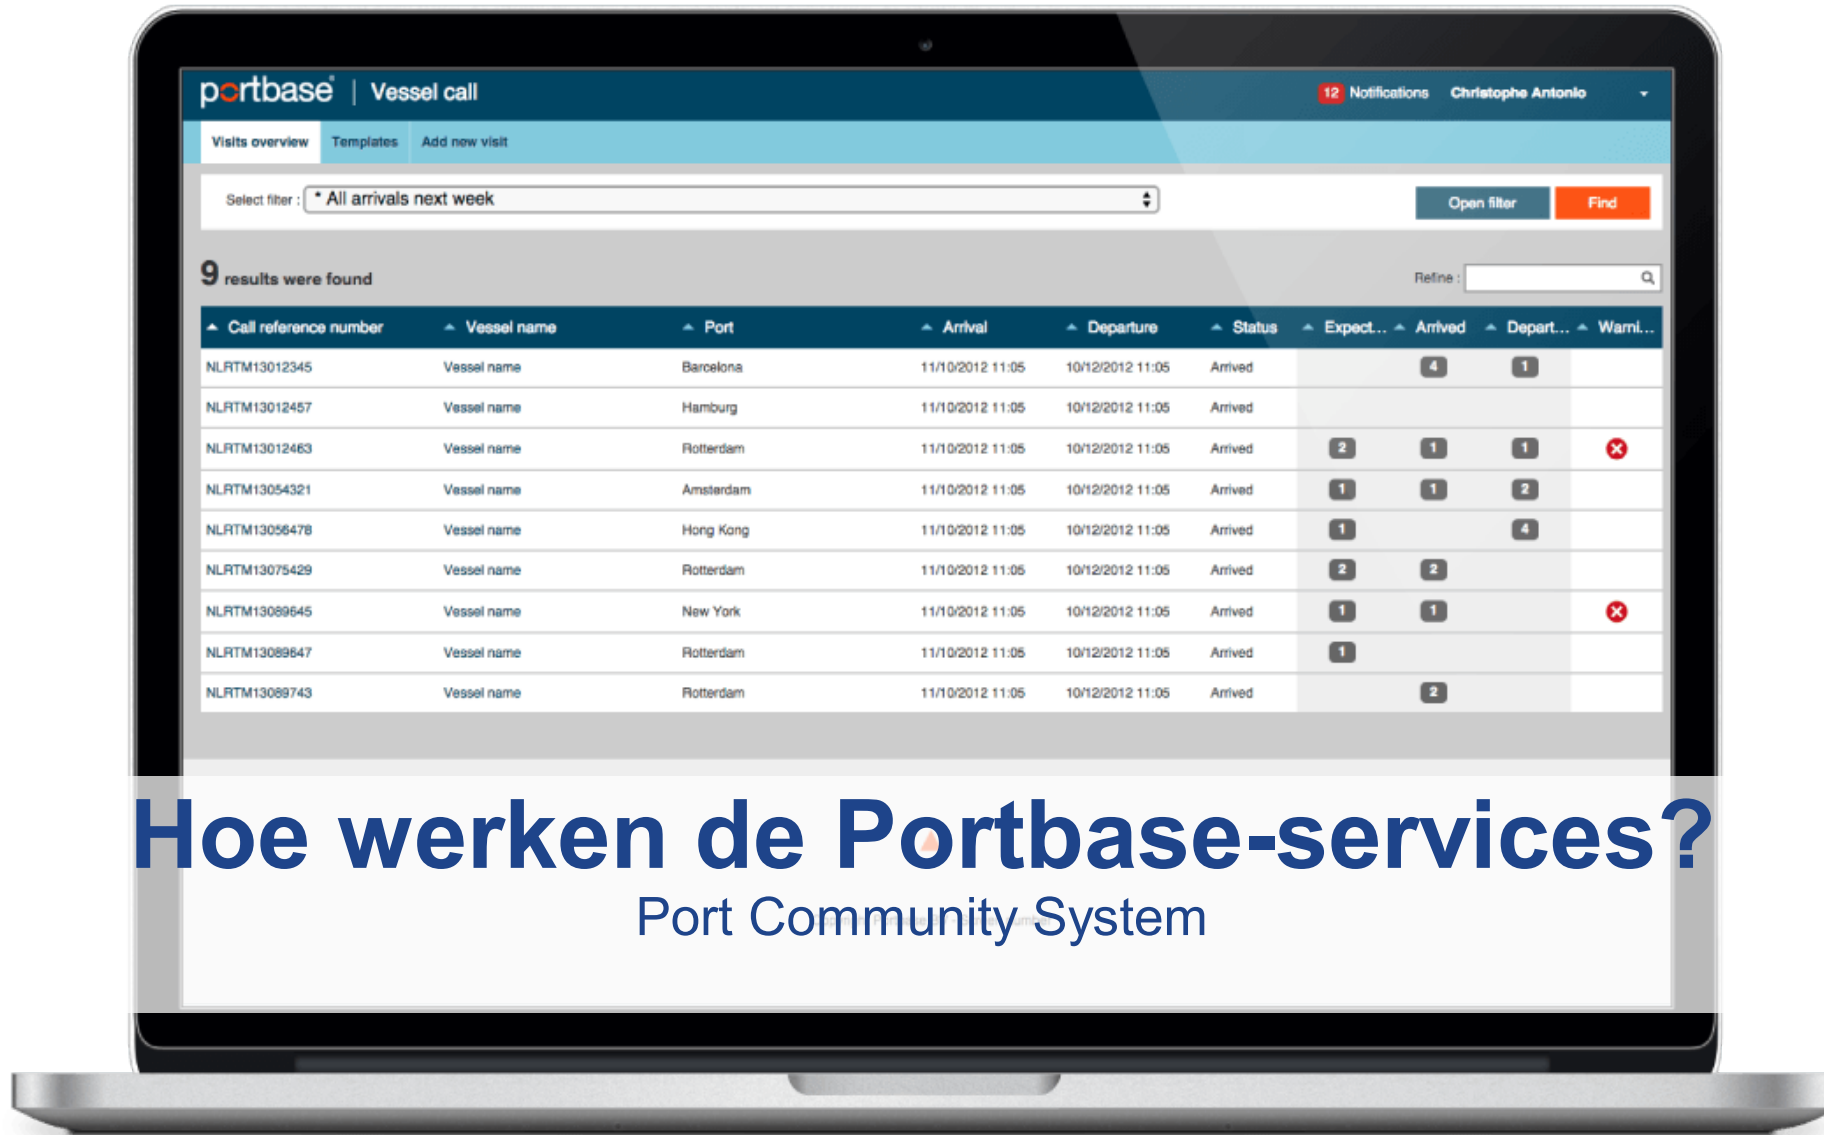 portbase | Vessel call
12 Notifications Christophe Antonio
Visits overview Templates Add new visit
Select filter : * All arrivals next week Open filter Find
9 results were found Refine :
Call reference number Vessel name Port Arrival Departure Status Expect... Arrived Depart... Warni...
NLRTM13012345 Vessel name Barcelona 11/10/2012 11:05 10/12/2012 11:05 Arrived 4 1
NLRTM13012457 Vessel name Hamburg 11/10/2012 11:05 10/12/2012 11:05 Arrived
NLRTM13012463 Vessel name Rotterdam 11/10/2012 11:05 10/12/2012 11:05 Arrived 2 1 1
NLRTM13054321 Vessel name Amsterdam 11/10/2012 11:05 10/12/2012 11:05 Arrived 1 1 2
NLRTM13056478 Vessel name Hong Kong 11/10/2012 11:05 10/12/2012 11:05 Arrived 1 4
NLRTM13075429 Vessel name Rotterdam 11/10/2012 11:05 10/12/2012 11:05 Arrived 2 2
NLRTM13089645 Vessel name New York 11/10/2012 11:05 10/12/2012 11:05 Arrived 1 1
NLRTM13089647 Vessel name Rotterdam 11/10/2012 11:05 10/12/2012 11:05 Arrived 1
NLRTM13089743 Vessel name Rotterdam 11/10/2012 11:05 10/12/2012 11:05 Arrived 2
Hoe werken de Portbase-services?
Port Community System